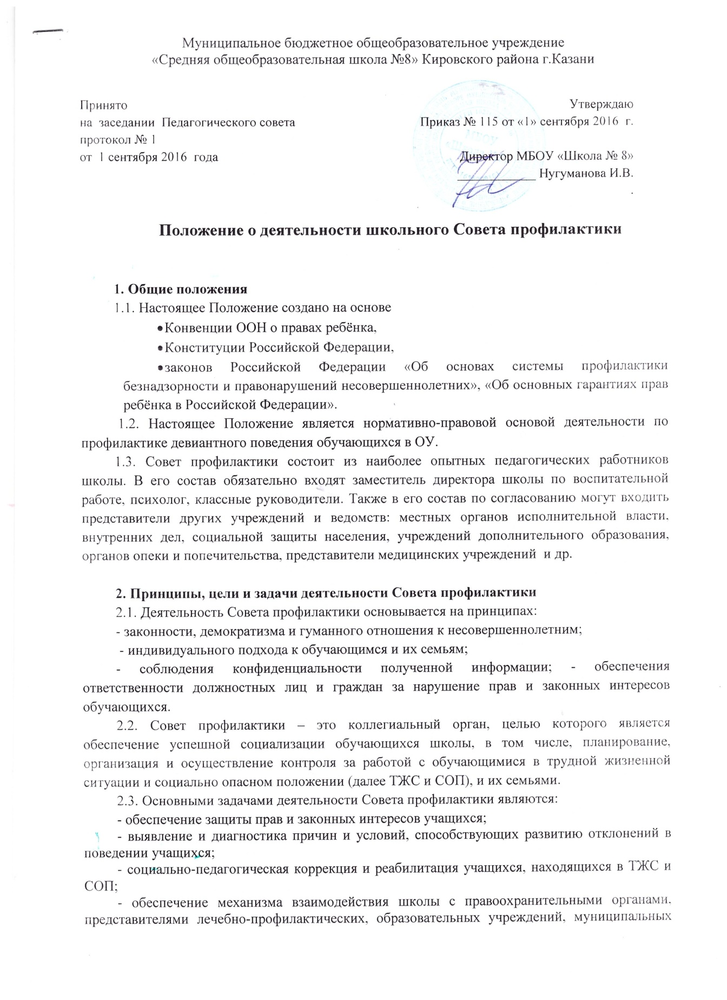 Муниципальное бюджетное общеобразовательное учреждение
«Средняя общеобразовательная школа №8» Кировского района г.Казани
Принято
на заседании Педагогического совета
протокол № 1
от 1 сентября 2016 года
Утверждаю
Приказ № 115 от «1» сентября 2016 г.
МБОУ
Директор МБОУ «Школа № 8»
____________ Нугуманова И.В.
.
Положение о деятельности школьного Совета профилактики
1. Общие положения
1.1. Настоящее Положение создано на основе
•Конвенции ООН о правах ребёнка,
•Конституции Российской Федерации,
•законов Российской Федерации «Об основах системы профилактики
безнадзорности и правонарушений несовершеннолетних», «Об основных гарантиях прав
ребёнка в Российской Федерации».
1.2. Настоящее Положение является нормативно-правовой основой деятельности по
профилактике девиантного поведения обучающихся в ОУ.
1.3. Совет профилактики состоит из наиболее опытных педагогических работников
школы. В его состав обязательно входят заместитель директора школы по воспитательной
работе, психолог, классные руководители. Также в его состав по согласованию могут входить
представители других учреждений и ведомств: местных органов исполнительной власти,
внутренних дел, социальной защиты населения, учреждений дополнительного образования,
органов опеки и попечительства, представители медицинских учреждений и др.
2. Принципы, цели и задачи деятельности Совета профилактики
2.1. Деятельность Совета профилактики основывается на принципах:
- законности, демократизма и гуманного отношения к несовершеннолетним;
- индивидуального подхода к обучающимся и их семьям;
- соблюдения конфиденциальности полученной информации; - обеспечения
ответственности должностных лиц и граждан за нарушение прав и законных интересов
обучающихся.
2.2. Совет профилактики – это коллегиальный орган, целью которого является
обеспечение успешной социализации обучающихся школы, в том числе, планирование,
организация и осуществление контроля за работой с обучающимися в трудной жизненной
ситуации и социально опасном положении (далее ТЖС и СОП), и их семьями.
2.3. Основными задачами деятельности Совета профилактики являются:
- обеспечение защиты прав и законных интересов учащихся;
- выявление и диагностика причин и условий, способствующих развитию отклонений в
поведении учащихся;
- социально-педагогическая коррекция и реабилитация учащихся, находящихся в ТЖС и
СОП;
- обеспечение механизма взаимодействия школы с правоохранительными органами,
представителями лечебно-профилактических, образовательных учреждений, муниципальных